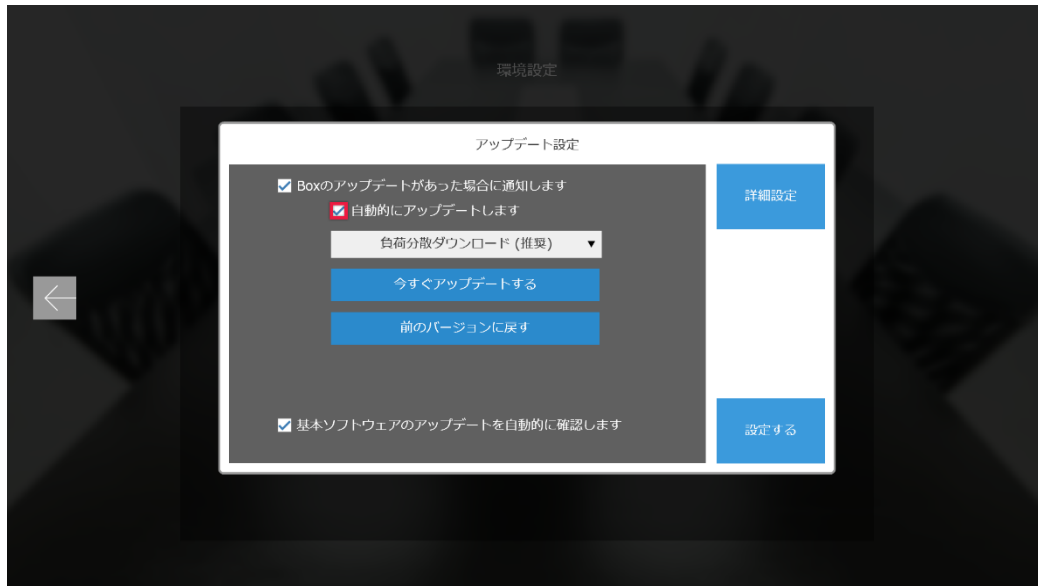 環境設定
アップデート設定
Boxのアップデートがあった場合に通知します
自動的にアップデートします
負荷分散ダウンロード (推奨)
今すぐアップデートする
前のバージョンに戻す
基本ソフトウェアのアップデートを自動的に確認します
詳細設定
設定する